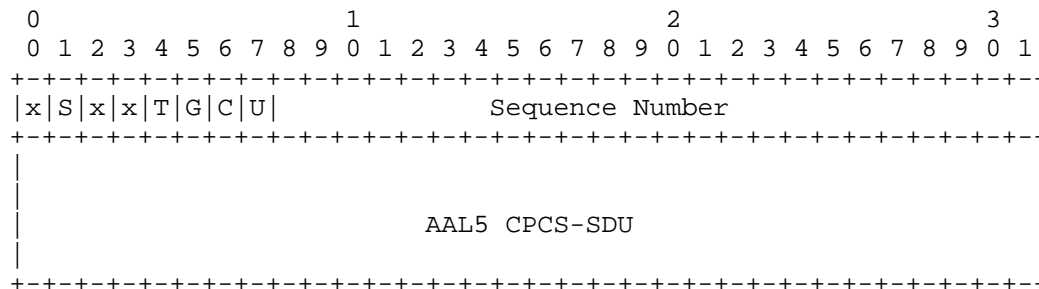 0                   1                   2                   3
 0 1 2 3 4 5 6 7 8 9 0 1 2 3 4 5 6 7 8 9 0 1 2 3 4 5 6 7 8 9 0 1
+-+-+-+-+-+-+-+-+-+-+-+-+-+-+-+-+-+-+-+-+-+-+-+-+-+-+-+-+-+-+-+--
|x|S|x|x|T|G|C|U|             Sequence Number
+-+-+-+-+-+-+-+-+-+-+-+-+-+-+-+-+-+-+-+-+-+-+-+-+-+-+-+-+-+-+-+--
|
|
|                         AAL5 CPCS-SDU
|
+-+-+-+-+-+-+-+-+-+-+-+-+-+-+-+-+-+-+-+-+-+-+-+-+-+-+-+-+-+-+-+--